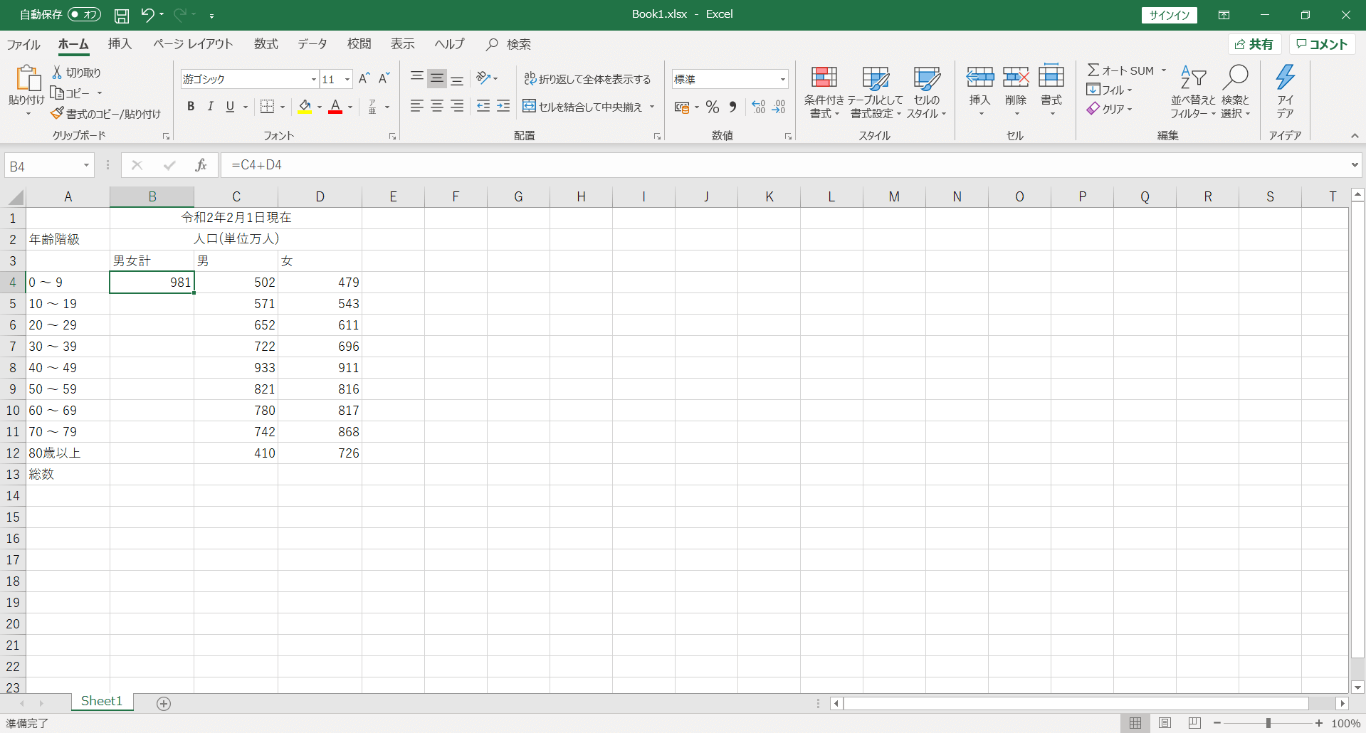 自動保存 オフ Book1.xlsx - Excel サインイン
ファイル ホーム 挿入 ページ レイアウト 数式 データ 校閲 表示 ヘルプ 検索 共有 コメント
貼り付け 切り取り コピー 書式のコピー/貼り付け クリップボード
游ゴシック 11 A A B I U A フォント
折り返して全体を表示する セルを結合して中央揃え 配置
標準 % 数値
条件付き書式 テーブルとして書式設定 セルのスタイル スタイル
挿入 削除 書式 セル
オート SUM フィル クリア 並べ替えとフィルター 検索と選択 編集
アイデア アイデア
B4 fx =C4+D4
A B C D E F G H I J K L M N O P Q R S T
1 令和2年2月1日現在
2 年齢階級 人口(単位万人)
3 男女計 男 女
4 0 ～ 9 981 502 479
5 10 ～ 19 571 543
6 20 ～ 29 652 611
7 30 ～ 39 722 696
8 40 ～ 49 933 911
9 50 ～ 59 821 816
10 60 ～ 69 780 817
11 70 ～ 79 742 868
12 80歳以上 410 726
13 総数
14
15
16
17
18
19
20
21
22
23
Sheet1
準備完了 100%